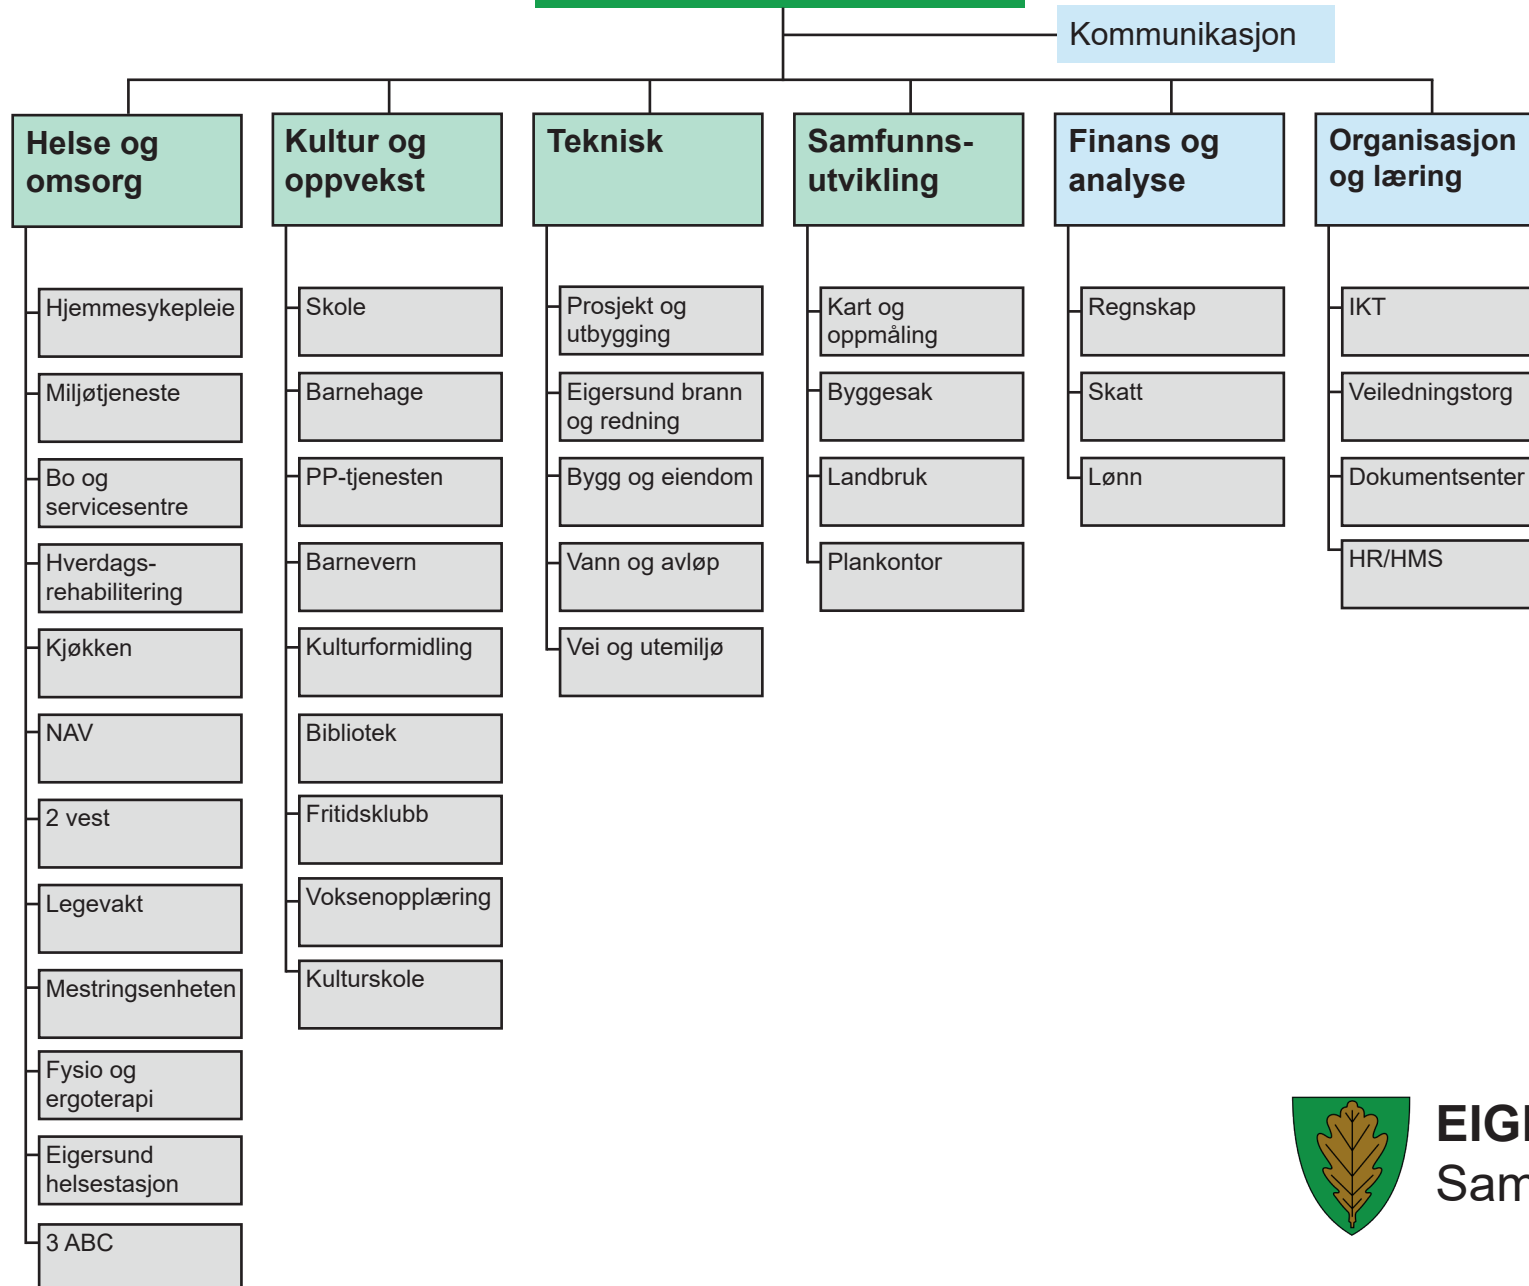 Kommunikasjon
Helse og
omsorg
Hjemmesykepleie
Miljøtjeneste
Bo og
servicesentre
Hverdags-
rehabilitering
Kjøkken
NAV
2 vest
Legevakt
Mestringsenheten
Fysio og
ergoterapi
Eigersund
helsestasjon
3 ABC
Kultur og
oppvekst
Skole
Barnehage
PP-tjenesten
Barnevern
Kulturformidling
Bibliotek
Fritidsklubb
Voksenopplæring
Kulturskole
Teknisk
Prosjekt og
utbygging
Eigersund brann
og redning
Bygg og eiendom
Vann og avløp
Vei og utemiljø
Samfunns-
utvikling
Kart og
oppmåling
Byggesak
Landbruk
Plankontor
Finans og
analyse
Regnskap
Skatt
Lønn
Organisasjon
og læring
IKT
Veiledningstorg
Dokumentsenter
HR/HMS